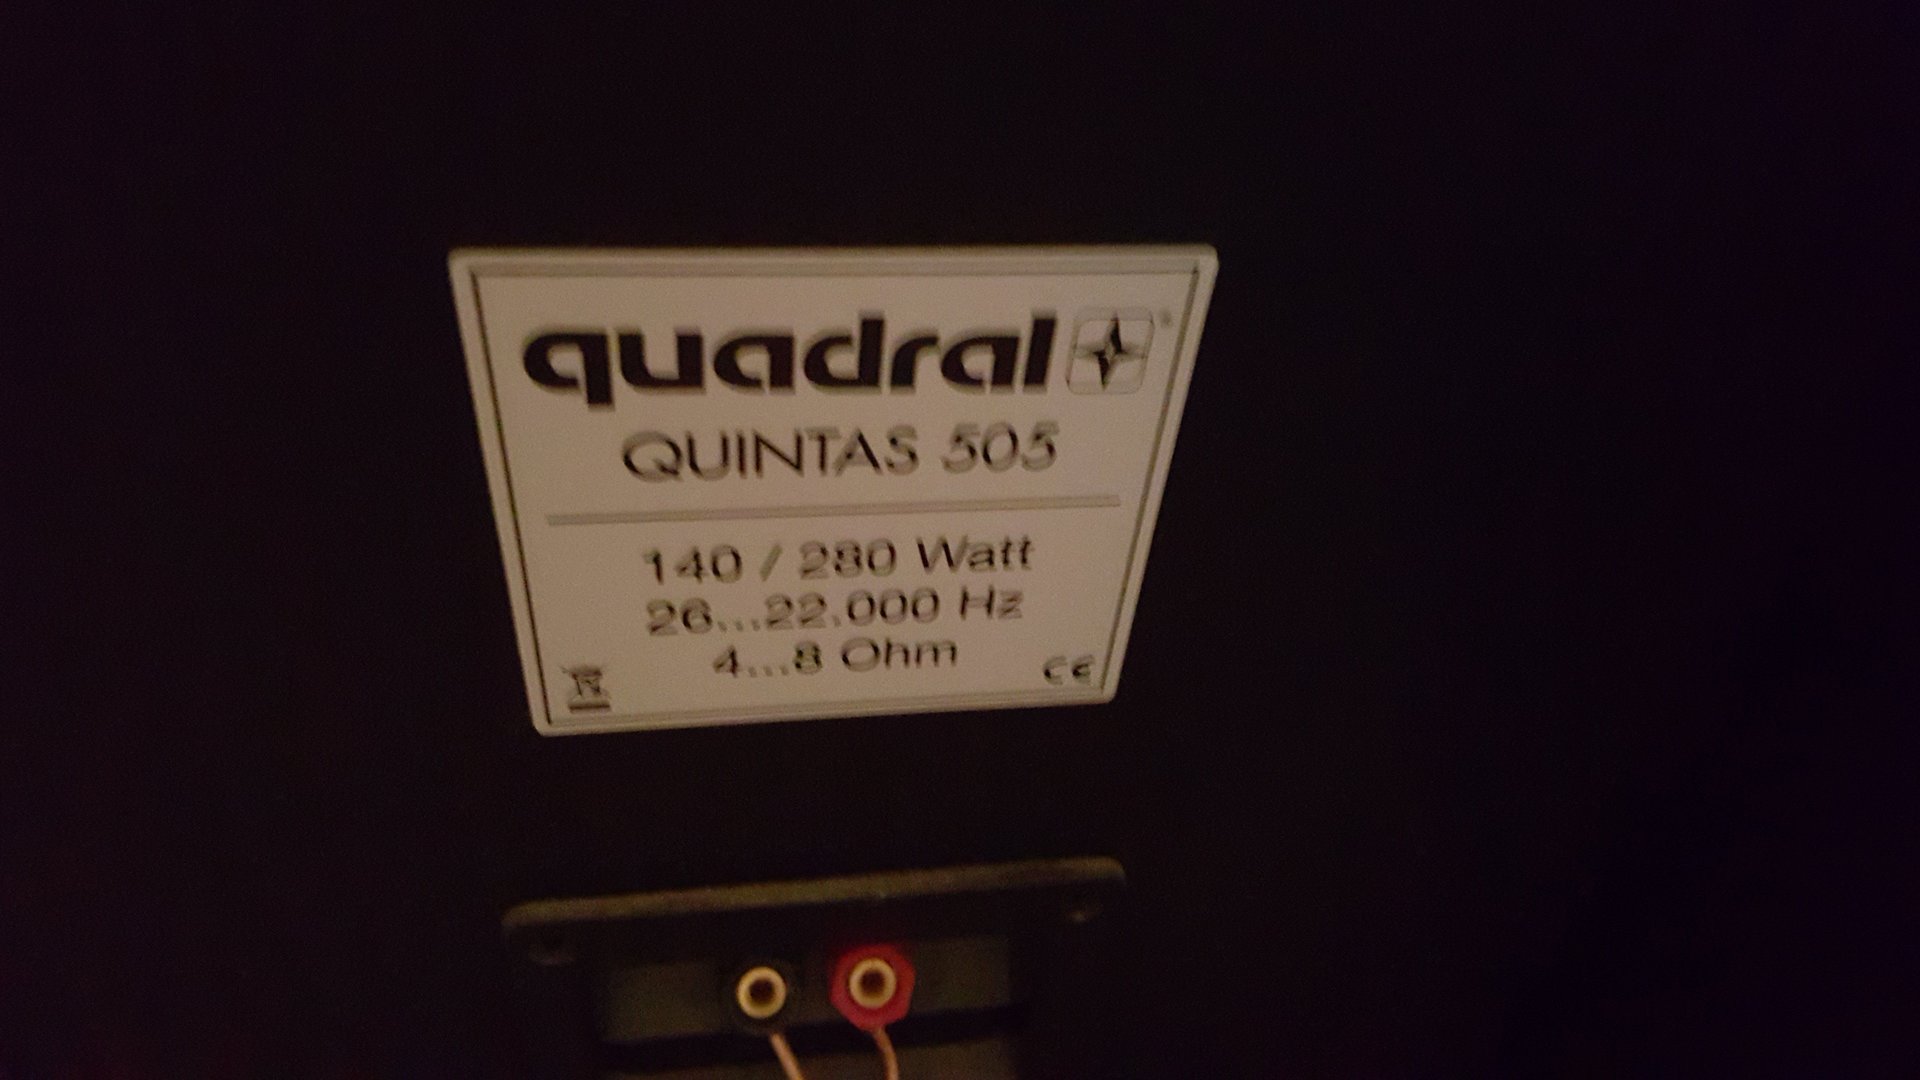 quadral
QUINTAS 505
140 / 280 Watt
26...22.000 Hz
4...8 Ohm
CE